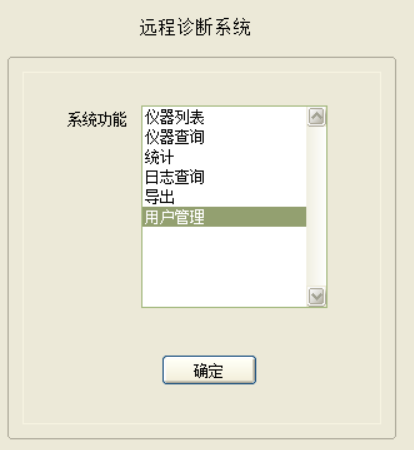 远程诊断系统
系统功能
仪器列表
仪器查询
统计
日志查询
导出
用户管理
确定